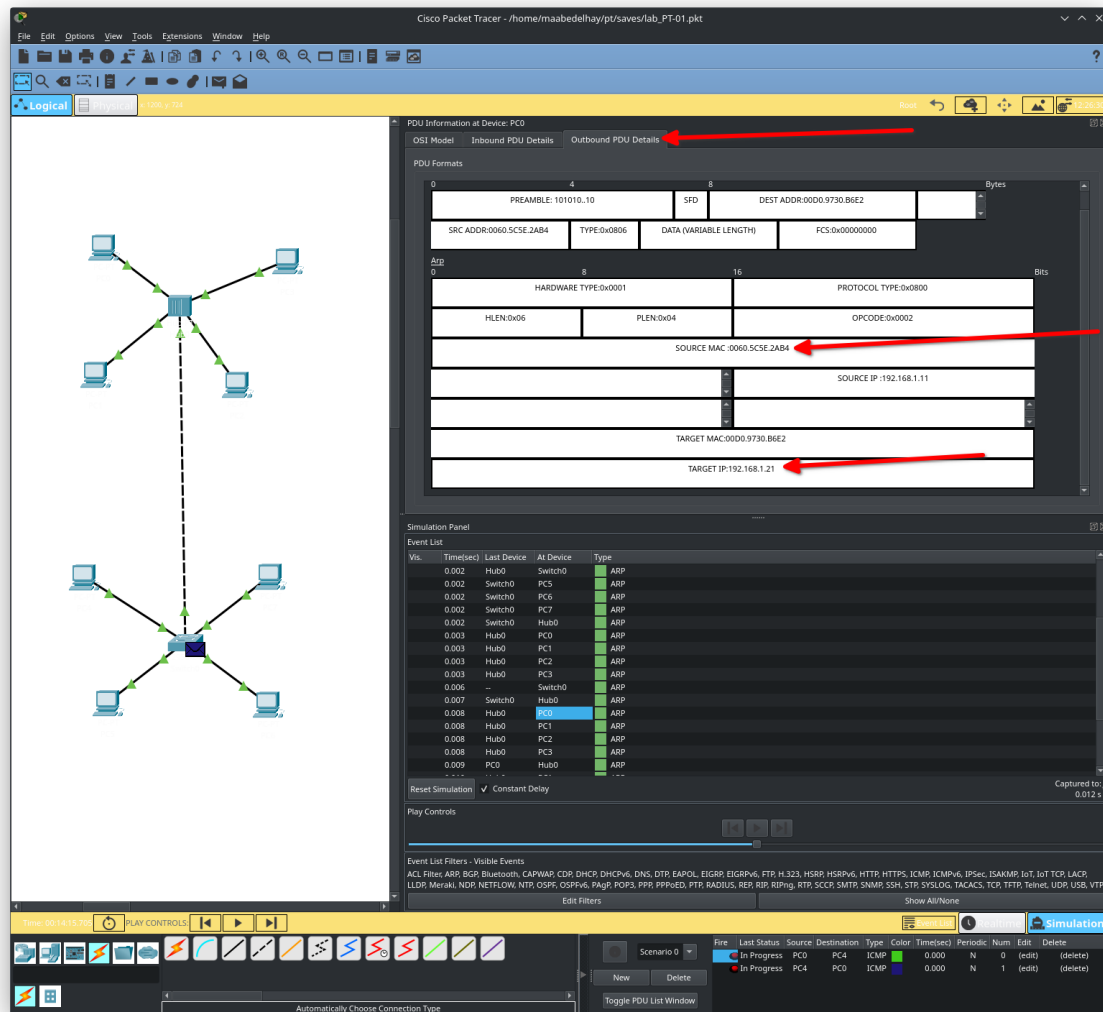 Cisco Packet Tracer - /home/maabedelhay/pt/saves/lab_PT-01.pkt
File Edit Options View Tools Extensions Window Help
?
Logical Physical Root
PDU Information at Device: PC0
OSI Model Inbound PDU Details Outbound PDU Details
PDU Formats
0 4 8 Bytes
PREAMBLE: 101010..10 SFD DEST ADDR:00D0.9730.B6E2
SRC ADDR:0060.5C5E.2AB4 TYPE:0x0806 DATA (VARIABLE LENGTH) FCS:0x00000000
Arp
0 8 16 Bits
HARDWARE TYPE:0x0001 PROTOCOL TYPE:0x0800
HLEN:0x06 PLEN:0x04 OPCODE:0x0002
SOURCE MAC :0060.5C5E.2AB4
SOURCE IP :192.168.1.11
TARGET MAC:00D0.9730.B6E2
TARGET IP:192.168.1.21
Simulation Panel
Event List
Vis. Time(sec) Last Device At Device Type
0.002 Hub0 Switch0 ARP
0.002 Switch0 PC5 ARP
0.002 Switch0 PC6 ARP
0.002 Switch0 PC7 ARP
0.002 Switch0 Hub0 ARP
0.003 Hub0 PC0 ARP
0.003 Hub0 PC1 ARP
0.003 Hub0 PC2 ARP
0.003 Hub0 PC3 ARP
0.006 -- Switch0 ARP
0.007 Switch0 Hub0 ARP
0.008 Hub0 PC0 ARP
0.008 Hub0 PC1 ARP
0.008 Hub0 PC2 ARP
0.008 Hub0 PC3 ARP
0.009 PC0 Hub0 ARP
Reset Simulation Constant Delay Captured to:
0.012 s
Play Controls
Event List Filters - Visible Events
ACL Filter, ARP, BGP, Bluetooth, CAPWAP, CDP, DHCP, DHCPv6, DNS, DTP, EAPOL, EIGRP, EIGRPv6, FTP, H.323, HSRP, HSRPv6, HTTP, HTTPS, ICMP, ICMPv6, IPSec, ISAKMP, IoT, IoT TCP, LACP,
LLDP, Meraki, NDP, NETFLOW, NTP, OSPF, OSPFv6, PAgP, POP3, PPP, PPPoED, PTP, RADIUS, REP, RIP, RIPng, RTP, SCCP, SMTP, SNMP, SSH, STP, SYSLOG, TACACS, TCP, TFTP, Telnet, UDP, USB, VTP
Edit Filters Show All/None
Time: 00:14:15.705 PLAY CONTROLS: Event List Realtime Simulation
Scenario 0
New Delete
Toggle PDU List Window
Fire Last Status Source Destination Type Color Time(sec) Periodic Num Edit Delete
In Progress PC0 PC4 ICMP 0.000 N 0 (edit) (delete)
In Progress PC4 PC0 ICMP 0.000 N 1 (edit) (delete)
Automatically Choose Connection Type